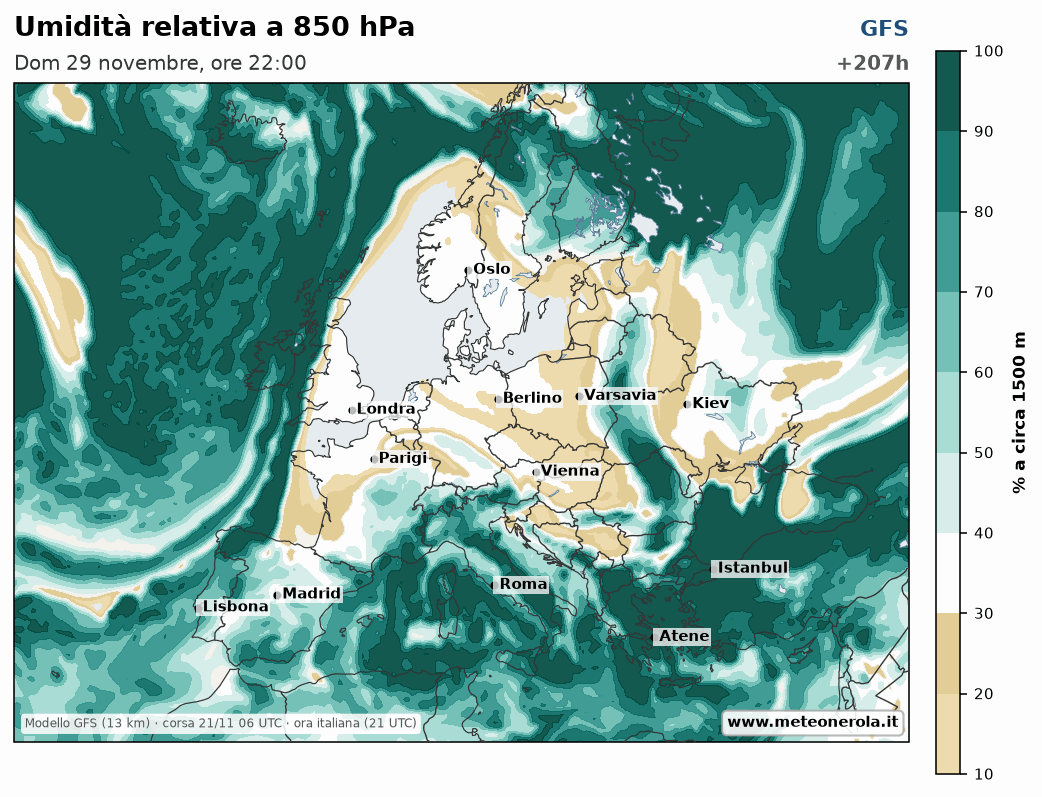 Umidità relativa a 850 hPa
GFS
Dom 29 novembre, ore 22:00
+207h
100
90
80
70
60
50
40
30
20
10
% a circa 1500 m
Oslo
Berlino
Varsavia
Kiev
Londra
Parigi
Vienna
Istanbul
Roma
Madrid
Lisbona
Atene
Modello GFS (13 km) · corsa 21/11 06 UTC · ora italiana (21 UTC)
www.meteonerola.it